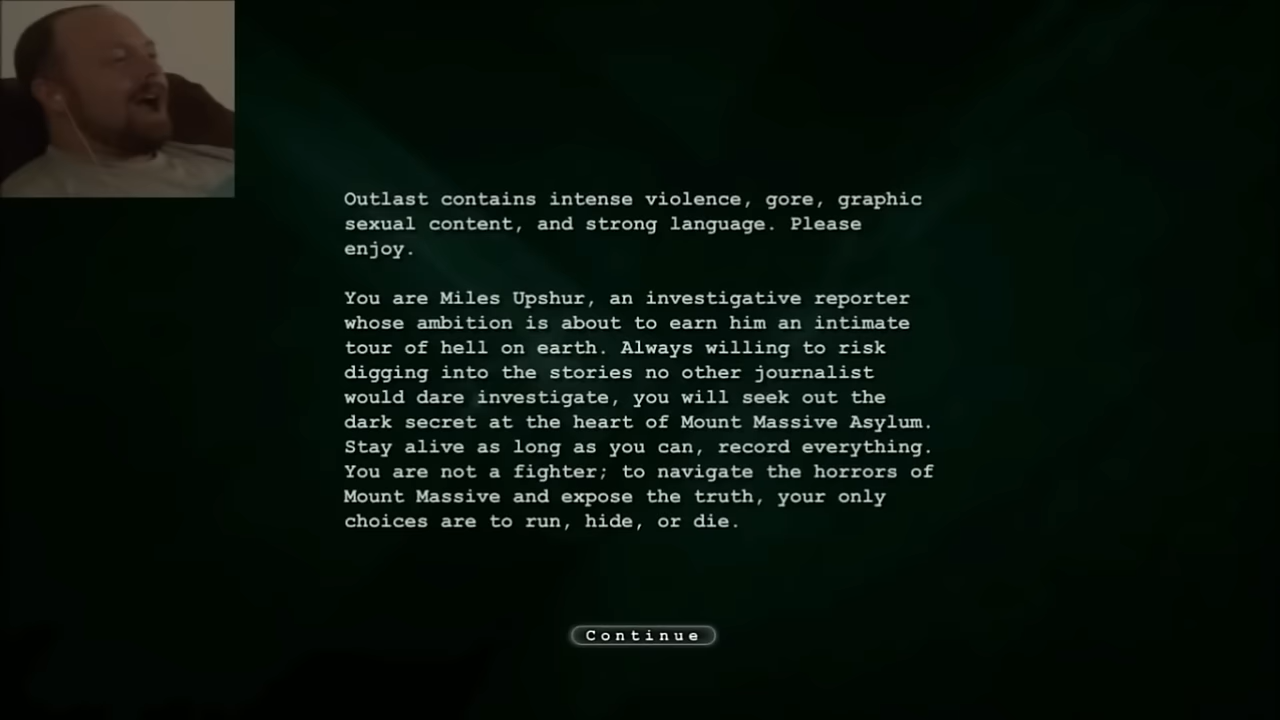 Outlast contains intense violence, gore, graphic
sexual content, and strong language. Please
enjoy.
You are Miles Upshur, an investigative reporter
whose ambition is about to earn him an intimate
tour of hell on earth. Always willing to risk
digging into the stories no other journalist
would dare investigate, you will seek out the
dark secret at the heart of Mount Massive Asylum.
Stay alive as long as you can, record everything.
You are not a fighter; to navigate the horrors of
Mount Massive and expose the truth, your only
choices are to run, hide, or die.
Continue